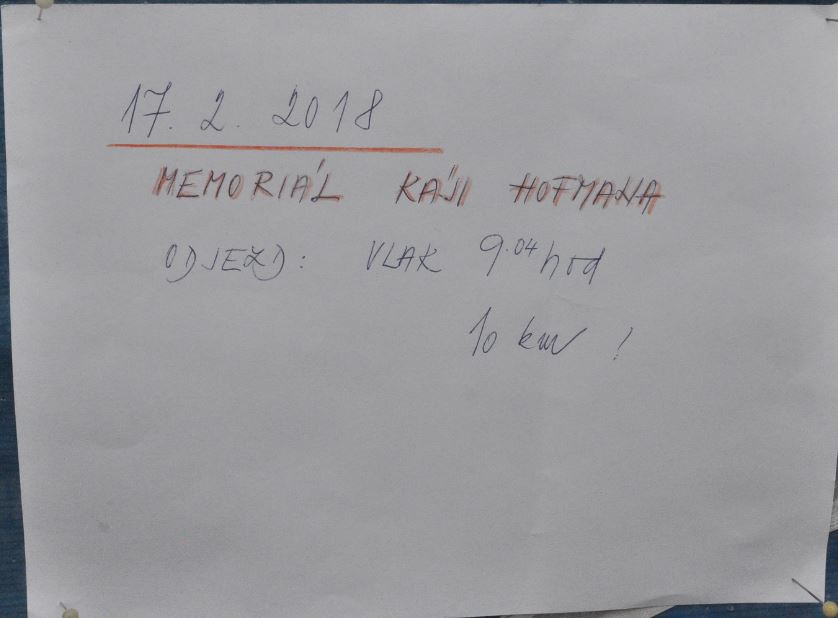 17. 2. 2018
MEMORIÁL KÁJI HOFMANA
ODJEZD: VLAK 9.04 hod
10 km !